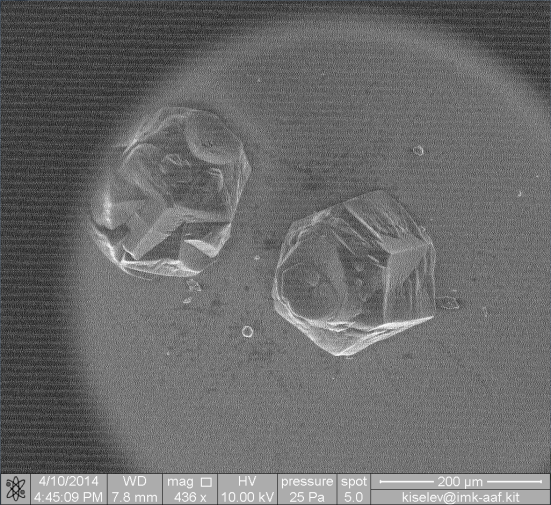 4/10/2014 WD mag HV pressure spot 200 µm
4:45:09 PM 7.8 mm 436 x 10.00 kV 25 Pa 5.0 kiselev@imk-aaf.kit